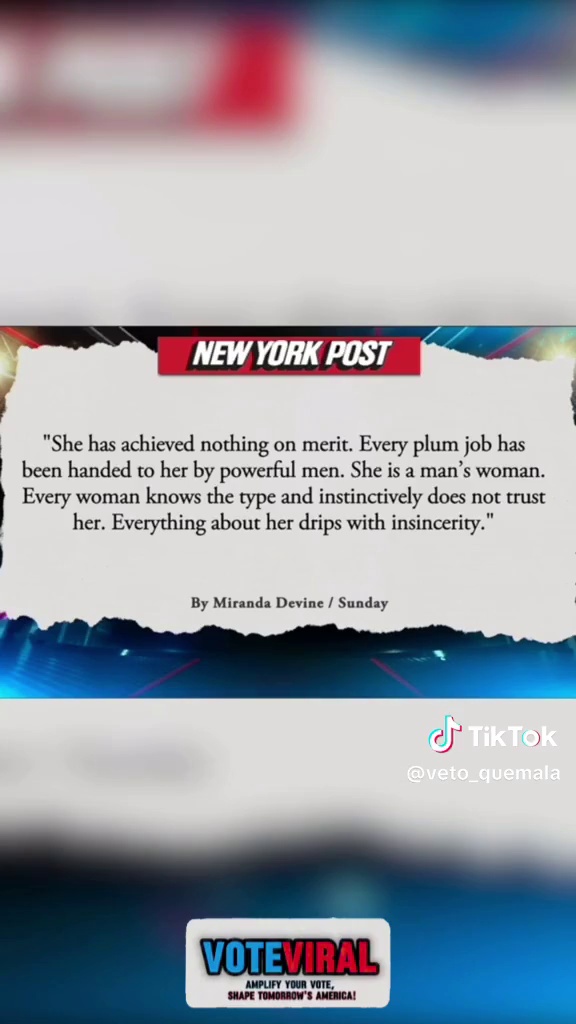 NEW YORK POST
"She has achieved nothing on merit. Every plum job has
been handed to her by powerful men. She is a man’s woman.
Every woman knows the type and instinctively does not trust
her. Everything about her drips with insincerity."
By Miranda Devine / Sunday
TikTok
@veto_quemala
VOTEVIRAL
AMPLIFY YOUR VOTE,
SHAPE TOMORROW'S AMERICA!